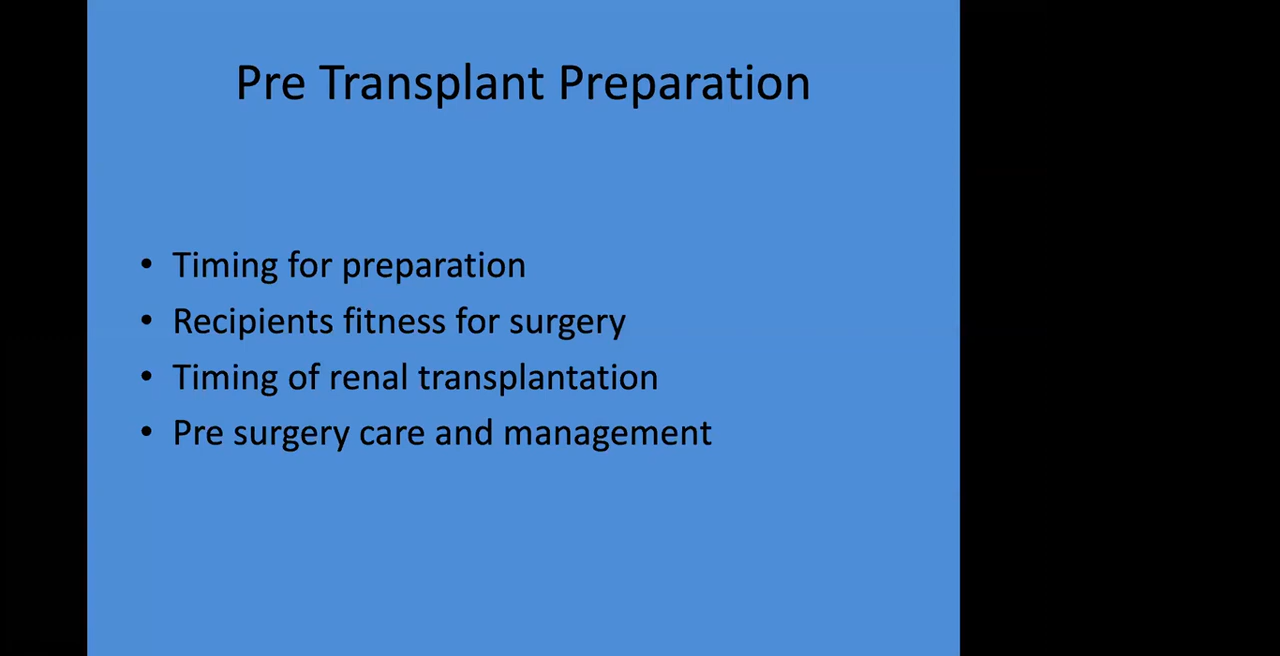 Pre Transplant Preparation
• Timing for preparation
• Recipients fitness for surgery
• Timing of renal transplantation
• Pre surgery care and management